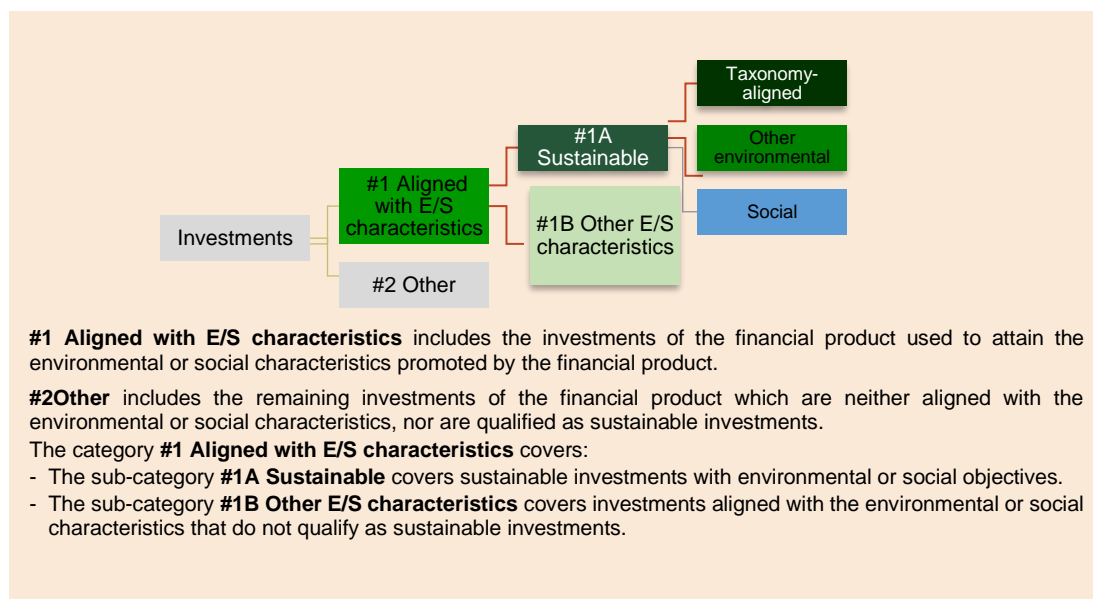 Taxonomy-
aligned
#1A
Sustainable
Other
environmental
#1 Aligned
with E/S
characteristics
Social
#1B Other E/S
characteristics
Investments
#2 Other
#1 Aligned with E/S characteristics includes the investments of the financial product used to attain the
environmental or social characteristics promoted by the financial product.
#2Other includes the remaining investments of the financial product which are neither aligned with the
environmental or social characteristics, nor are qualified as sustainable investments.
The category #1 Aligned with E/S characteristics covers:
- The sub-category #1A Sustainable covers sustainable investments with environmental or social objectives.
- The sub-category #1B Other E/S characteristics covers investments aligned with the environmental or social
characteristics that do not qualify as sustainable investments.